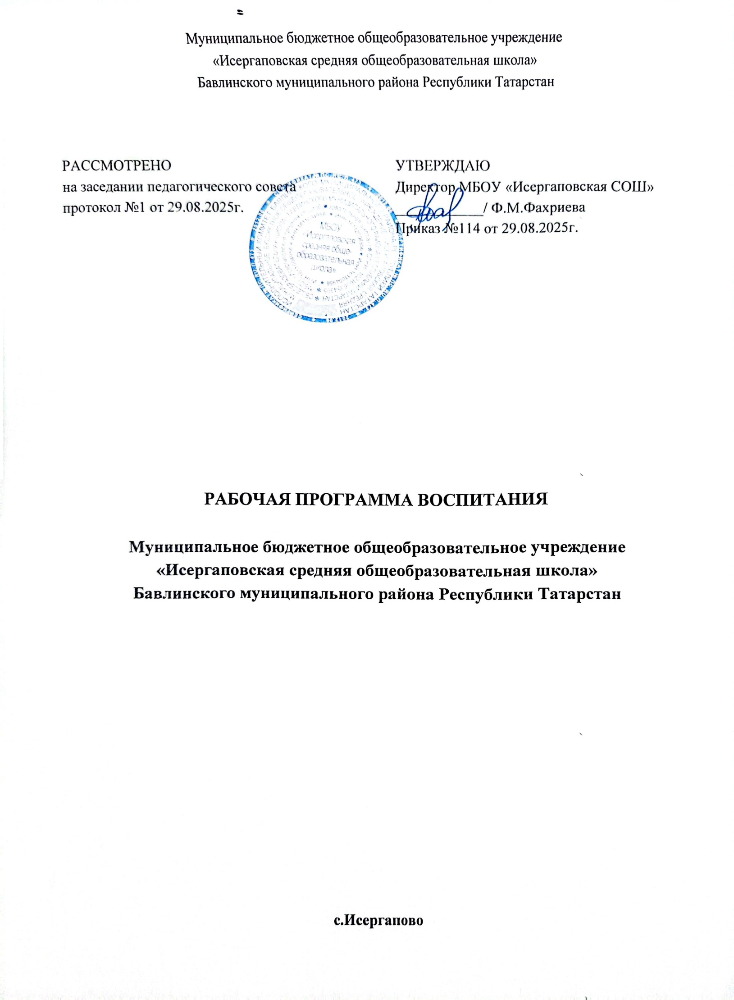 Муниципальное бюджетное общеобразовательное учреждение
«Исергаповская средняя общеобразовательная школа»
Бавлинского муниципального района Республики Татарстан
РАССМОТРЕНО
на заседании педагогического совета
протокол №1 от 29.08.2025г.
УТВЕРЖДАЮ
Директор МБОУ «Исергаповская СОШ»
____________/ Ф.М.Фахриева
Приказ №114 от 29.08.2025г.
МБОУ
«Исергаповская
средняя обще-
образовательная
школа»
РАБОЧАЯ ПРОГРАММА ВОСПИТАНИЯ
Муниципальное бюджетное общеобразовательное учреждение
«Исергаповская средняя общеобразовательная школа»
Бавлинского муниципального района Республики Татарстан
с.Исергапово